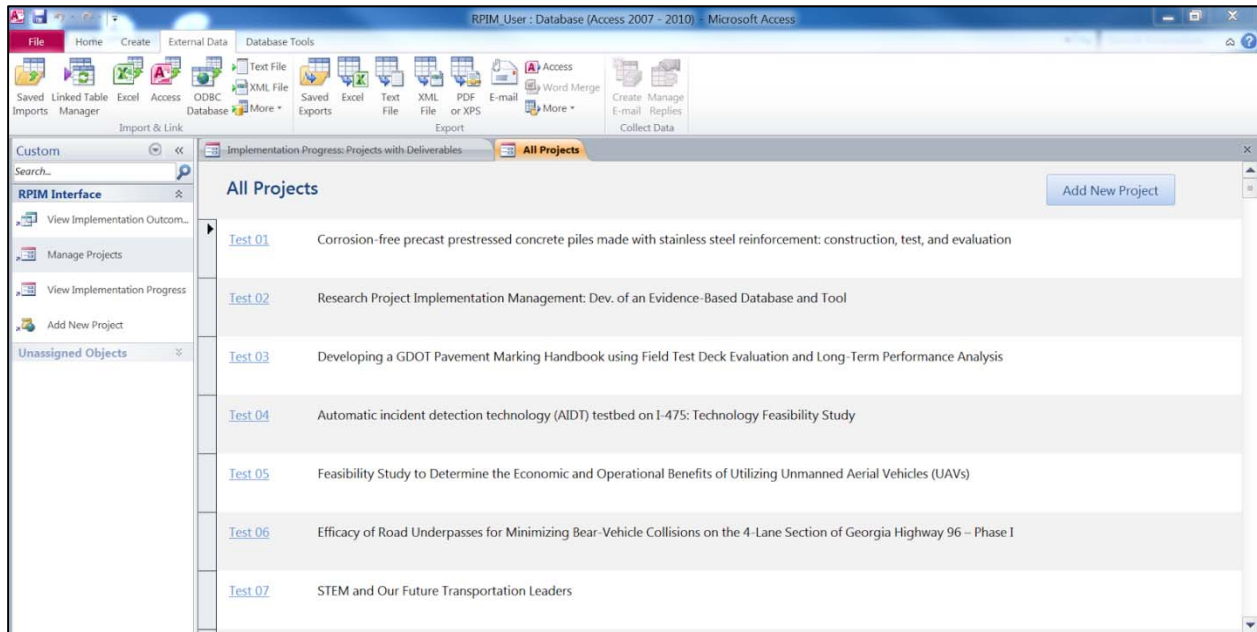 RPIM_User : Database (Access 2007 - 2010) - Microsoft Access
File Home Create External Data Database Tools
Saved Imports
Linked Table Manager
Excel
Access
ODBC Database
Text File
XML File
More
Import & Link
Saved Exports
Excel
Text File
XML File
PDF or XPS
E-mail
Access
Word Merge
More
Export
Create E-mail
Manage Replies
Collect Data
Custom
Search...
RPIM Interface
View Implementation Outcom...
Manage Projects
View Implementation Progress
Add New Project
Unassigned Objects
Implementation Progress: Projects with Deliverables
All Projects
All Projects
Add New Project
Test 01 Corrosion-free precast prestressed concrete piles made with stainless steel reinforcement: construction, test, and evaluation
Test 02 Research Project Implementation Management: Dev. of an Evidence-Based Database and Tool
Test 03 Developing a GDOT Pavement Marking Handbook using Field Test Deck Evaluation and Long-Term Performance Analysis
Test 04 Automatic incident detection technology (AIDT) testbed on I-475: Technology Feasibility Study
Test 05 Feasibility Study to Determine the Economic and Operational Benefits of Utilizing Unmanned Aerial Vehicles (UAVs)
Test 06 Efficacy of Road Underpasses for Minimizing Bear-Vehicle Collisions on the 4-Lane Section of Georgia Highway 96 – Phase I
Test 07 STEM and Our Future Transportation Leaders